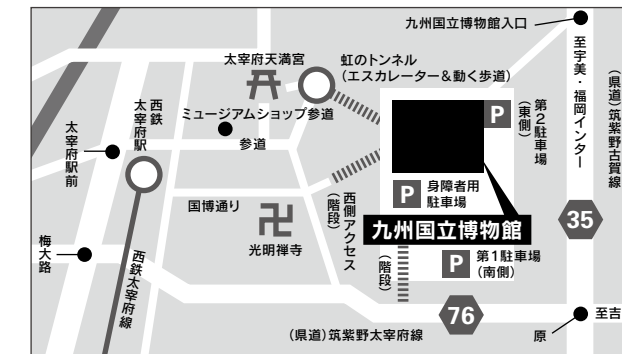 九州国立博物館入口
至宇美・福岡インター
(県道)筑紫野古賀線
太宰府天満宮
虹のトンネル
(エスカレーター&動く歩道)
西鉄
太宰府駅
ミュージアムショップ参道
参道
太宰府駅前
P
第2駐車場
(東側)
国博通り
西側アクセス
(階段)
P
身障者用
駐車場
光明禅寺
九州国立博物館
35
梅大路
西鉄太宰府線
(階段)
P
第1駐車場
(南側)
76
至吉
(県道)筑紫野太宰府線
原